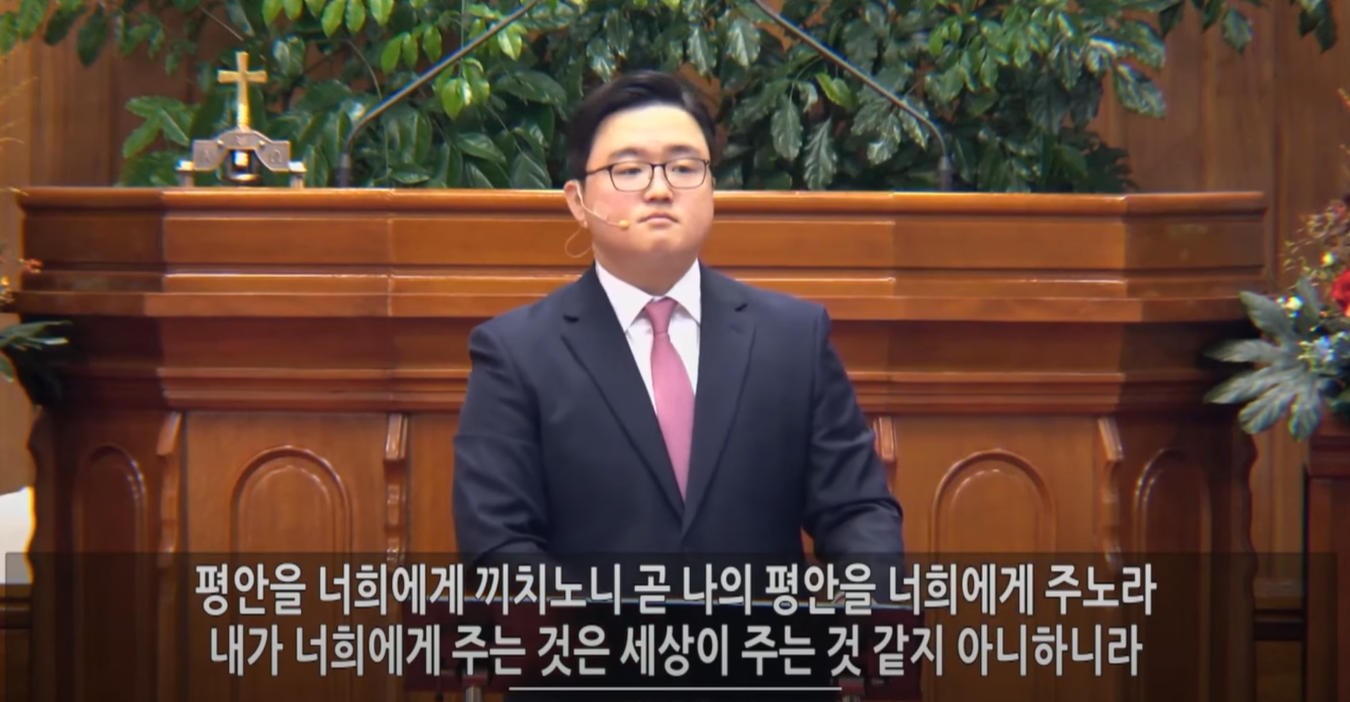 평안을 너희에게 끼치노니 곧 나의 평안을 너희에게 주노라
내가 너희에게 주는 것은 세상이 주는 것 같지 아니하니라